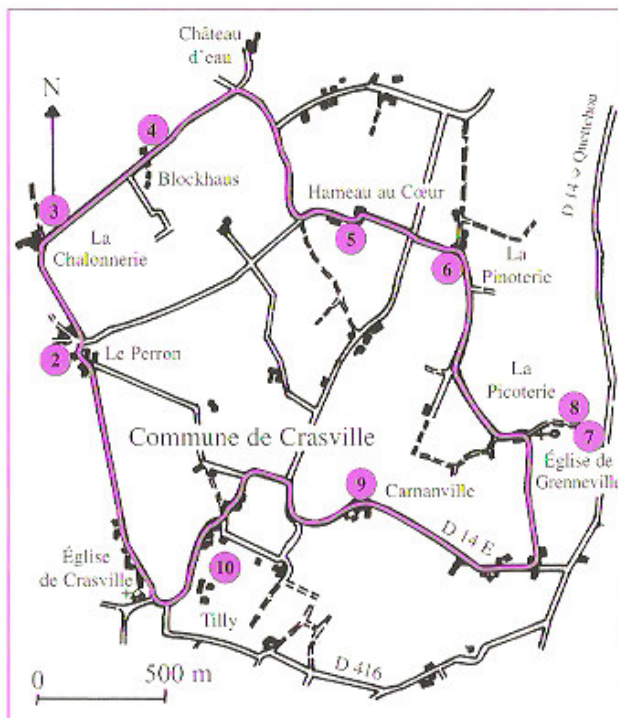 Château
d'eau
N
4
Blockhaus
3
La
Chalonnerie
Hameau au Cœur
5
6
La
Pinoterie
D 14 → Quettehou
2
Le Perron
La
Picoterie
8
7
Commune de Crasville
Église de
Grenneville
9
Carnanville
D 14 E
Église
de Crasville
10
Tilly
D 416
0
500 m